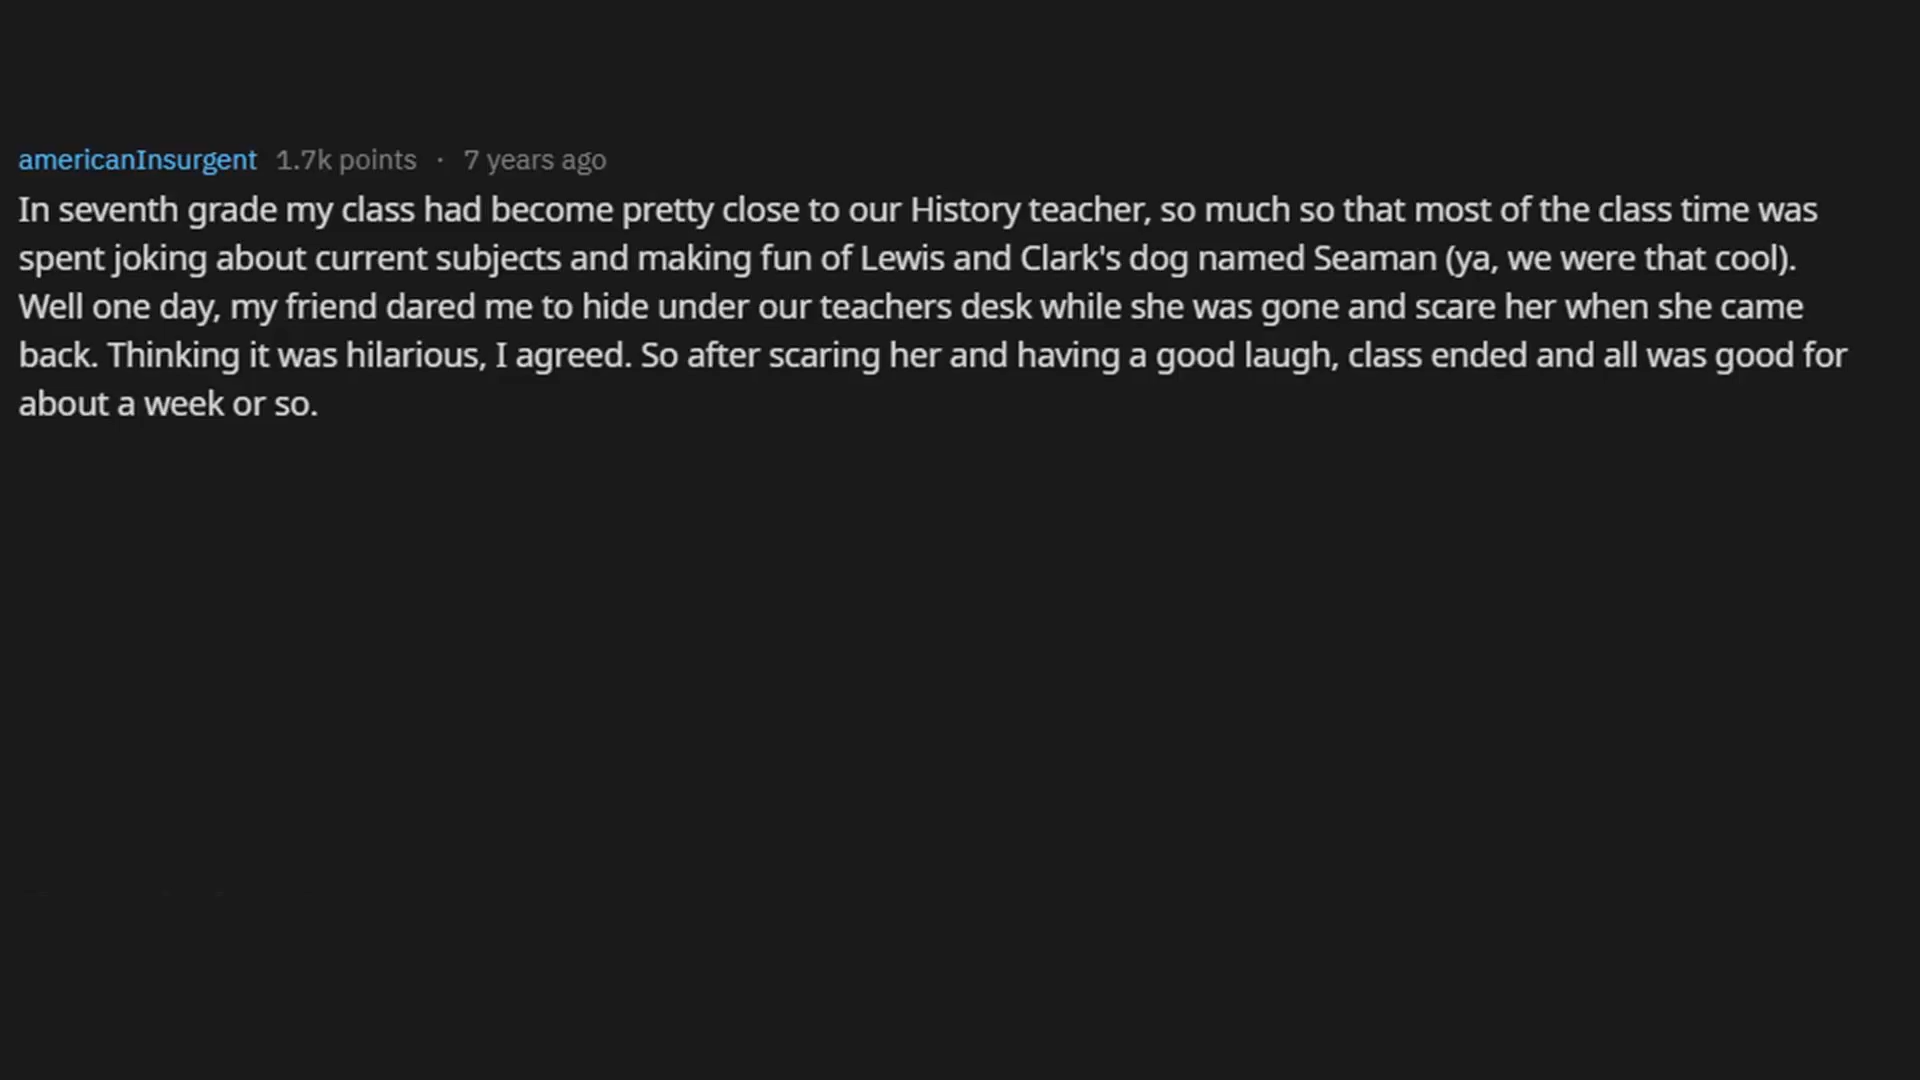 americanInsurgent 1.7k points · 7 years ago
In seventh grade my class had become pretty close to our History teacher, so much so that most of the class time was
spent joking about current subjects and making fun of Lewis and Clark's dog named Seaman (ya, we were that cool).
Well one day, my friend dared me to hide under our teachers desk while she was gone and scare her when she came
back. Thinking it was hilarious, I agreed. So after scaring her and having a good laugh, class ended and all was good for
about a week or so.